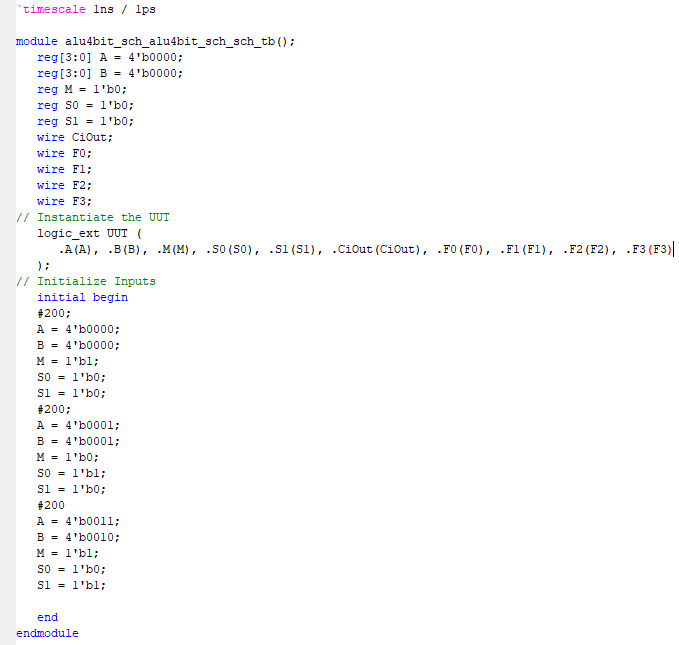 `timescale 1ns / 1ps
module alu4bit_sch_alu4bit_sch_sch_tb();
reg[3:0] A = 4'b0000;
reg[3:0] B = 4'b0000;
reg M = 1'b0;
reg S0 = 1'b0;
reg S1 = 1'b0;
wire CiOut;
wire F0;
wire F1;
wire F2;
wire F3;
// Instantiate the UUT
logic_ext UUT (
.A(A), .B(B), .M(M), .S0(S0), .S1(S1), .CiOut(CiOut), .F0(F0), .F1(F1), .F2(F2), .F3(F3)
);
// Initialize Inputs
initial begin
#200;
A = 4'b0000;
B = 4'b0000;
M = 1'b1;
S0 = 1'b0;
S1 = 1'b0;
#200;
A = 4'b0001;
B = 4'b0001;
M = 1'b0;
S0 = 1'b1;
S1 = 1'b0;
#200
A = 4'b0011;
B = 4'b0010;
M = 1'b1;
S0 = 1'b0;
S1 = 1'b1;
end
endmodule